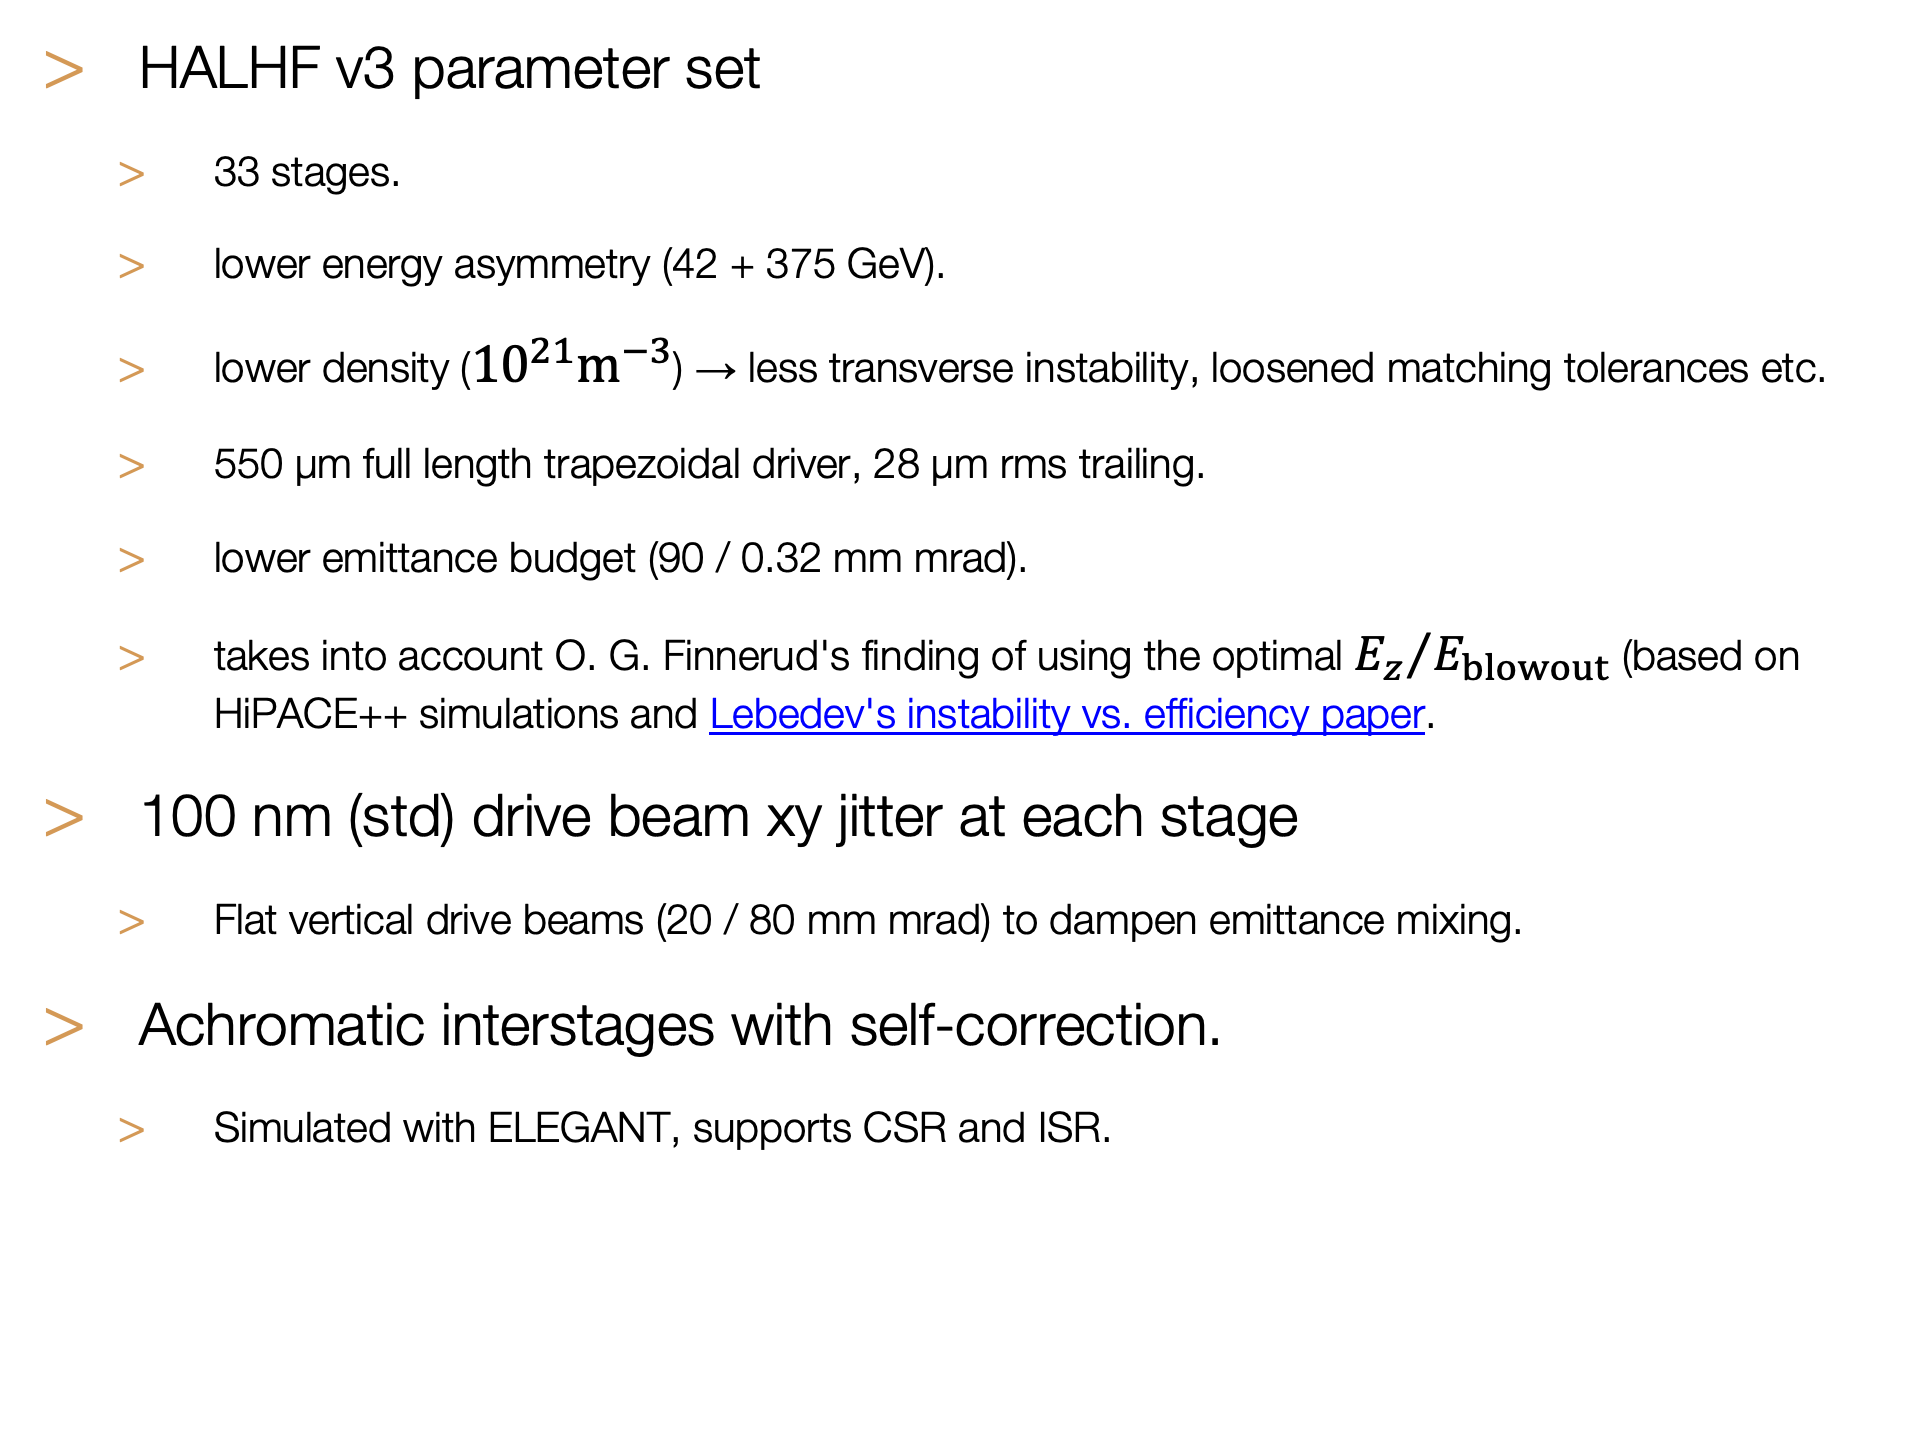 > HALHF v3 parameter set
> 33 stages.
> lower energy asymmetry (42 + 375 GeV).
> lower density (10²¹m⁻³) → less transverse instability, loosened matching tolerances etc.
> 550 µm full length trapezoidal driver, 28 µm rms trailing.
> lower emittance budget (90 / 0.32 mm mrad).
> takes into account O. G. Finnerud's finding of using the optimal E_z/E_blowout (based on
HiPACE++ simulations and Lebedev's instability vs. efficiency paper.
> 100 nm (std) drive beam xy jitter at each stage
> Flat vertical drive beams (20 / 80 mm mrad) to dampen emittance mixing.
> Achromatic interstages with self-correction.
> Simulated with ELEGANT, supports CSR and ISR.